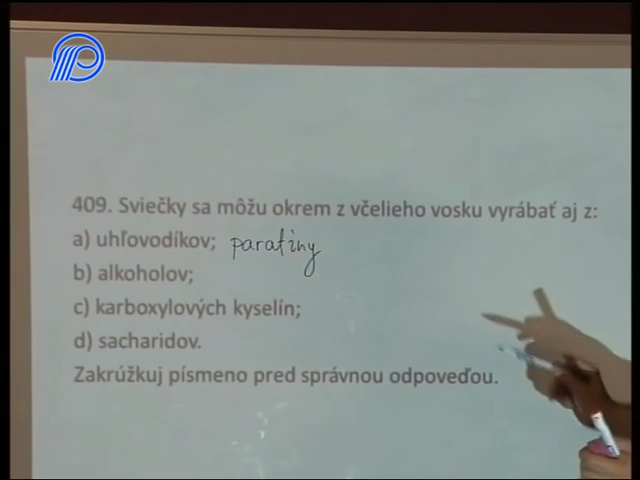 409. Sviečky sa môžu okrem z včelieho vosku vyrábať aj z:
a) uhľovodíkov; parafíny
b) alkoholov;
c) karboxylových kyselín;
d) sacharidov.
Zakrúžkuj písmeno pred správnou odpoveďou.